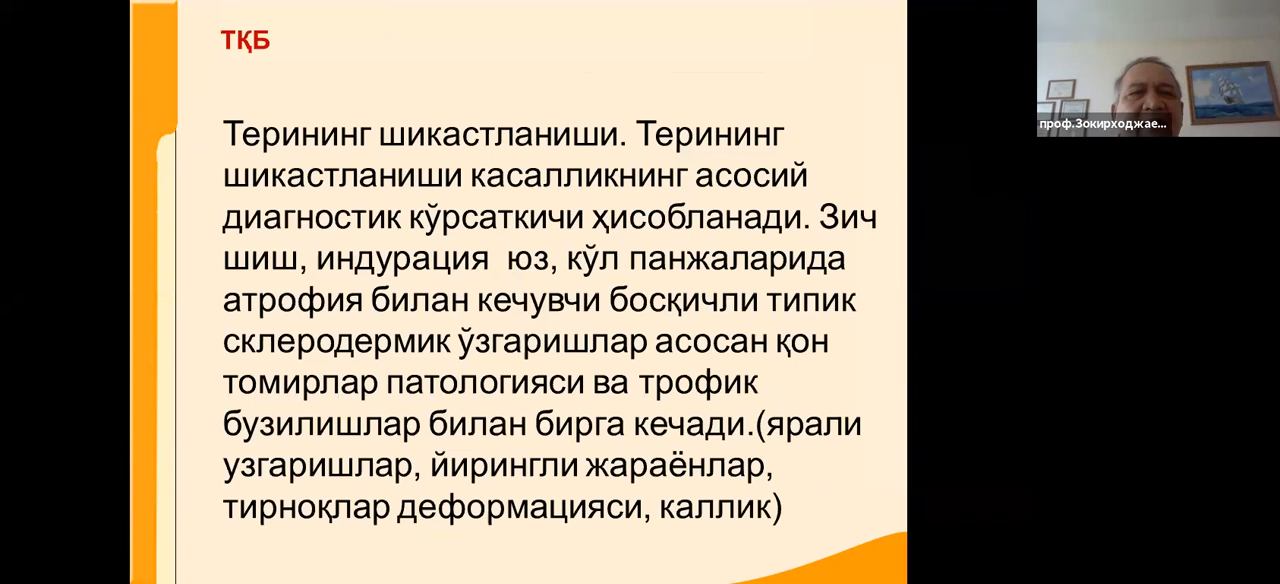 ТҚБ
Терининг шикастланиши. Терининг
шикастланиши касалликнинг асосий
диагностик кўрсаткичи ҳисобланади. Зич
шиш, индурация юз, кўл панжаларида
атрофия билан кечувчи босқичли типик
склеродермик ўзгаришлар асосан қон
томирлар патологияси ва трофик
бузилишлар билан бирга кечади.(ярали
узгаришлар, йирингли жараёнлар,
тирноқлар деформацияси, каллик)
проф.Зокирходжае...